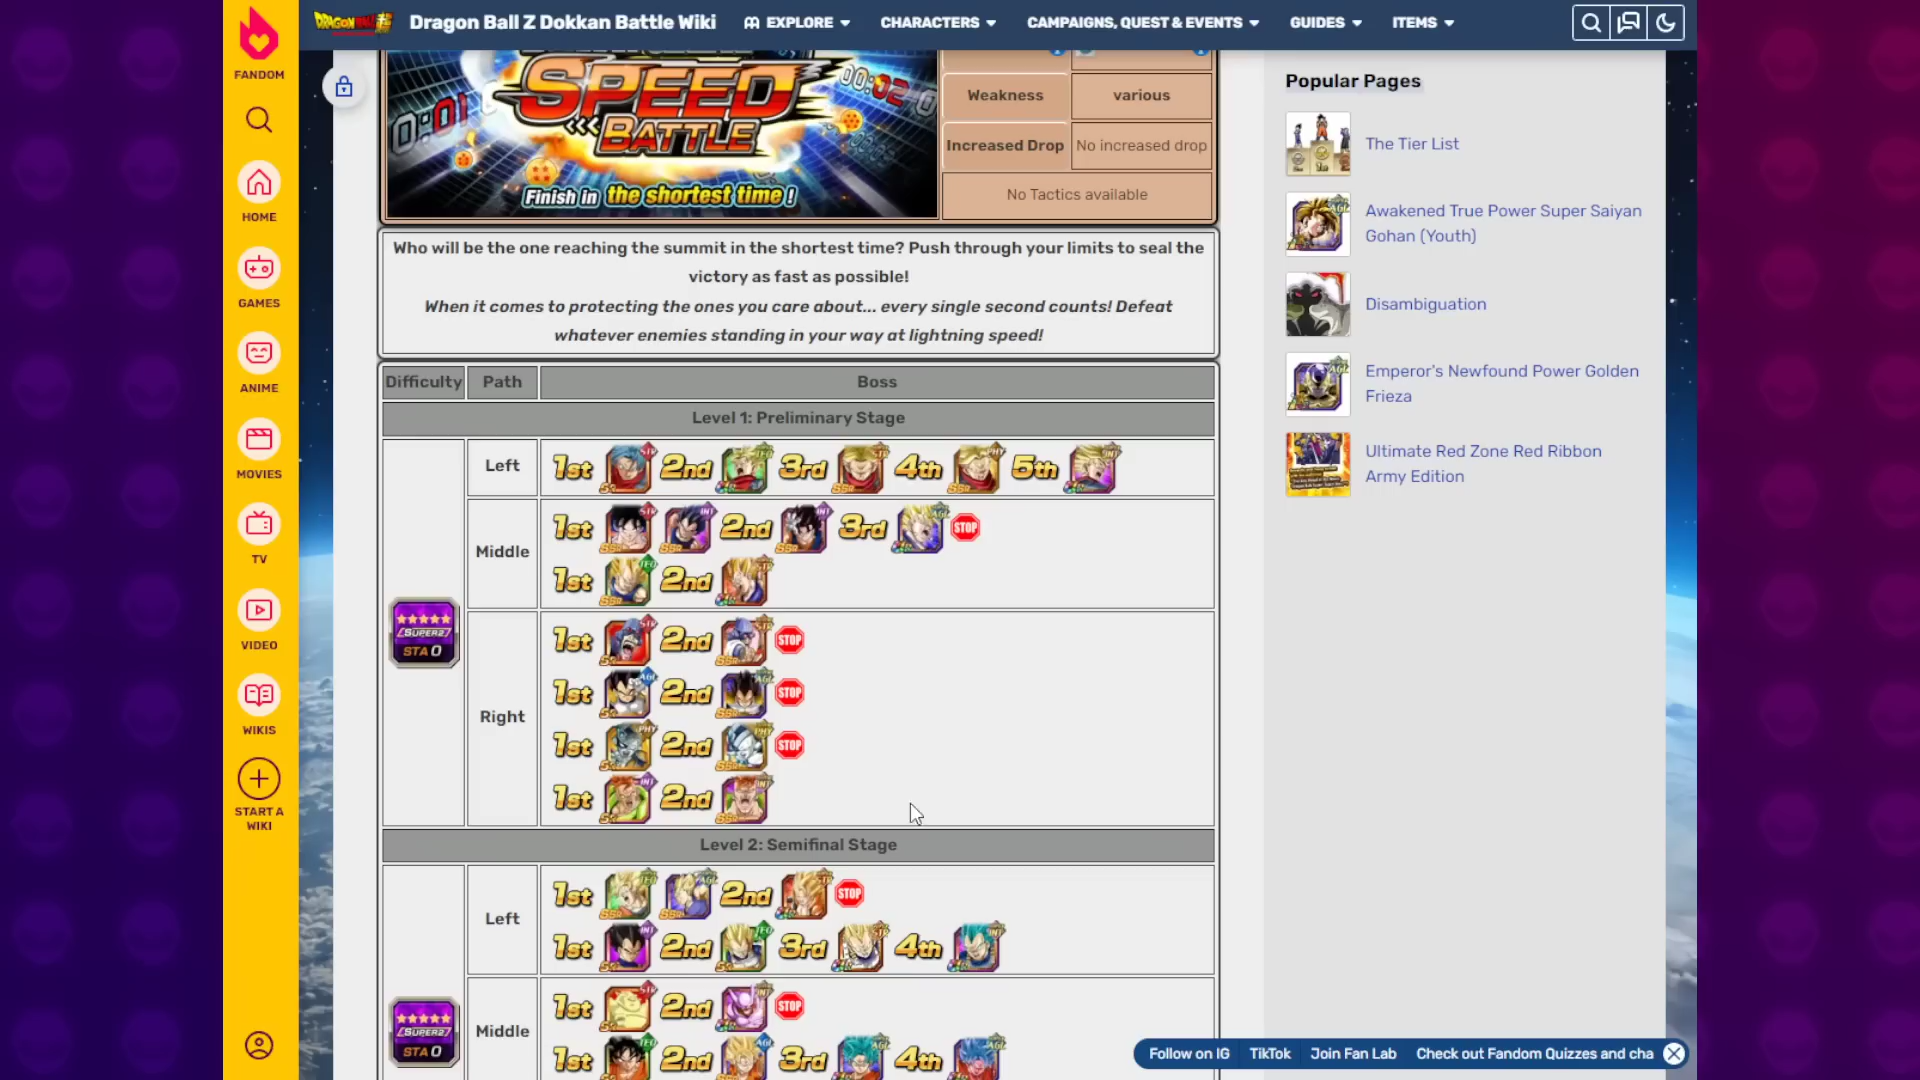 FANDOM
HOME
GAMES
ANIME
MOVIES
TV
VIDEO
WIKIS
START A
WIKI
Dragon Ball Z Dokkan Battle Wiki
EXPLORE
CHARACTERS
CAMPAIGNS, QUEST & EVENTS
GUIDES
ITEMS
0:01
SPEED
BATTLE
00:02
Finish in the shortest time!
Weakness
various
Increased Drop
No increased drop
No Tactics available
Who will be the one reaching the summit in the shortest time? Push through your limits to seal the
victory as fast as possible!
When it comes to protecting the ones you care about... every single second counts! Defeat
whatever enemies standing in your way at lightning speed!
Difficulty Path Boss
Level 1: Preliminary Stage
SUPER2
STA 0
Left
1st 2nd 3rd 4th 5th
Middle
1st 2nd 3rd STOP
1st 2nd
Right
1st 2nd STOP
1st 2nd STOP
1st 2nd STOP
1st 2nd
Level 2: Semifinal Stage
SUPER2
STA 0
Left
1st 2nd STOP
1st 2nd 3rd 4th
Middle
1st 2nd STOP
1st 2nd 3rd 4th
Popular Pages
The Tier List
Awakened True Power Super Saiyan
Gohan (Youth)
Disambiguation
Emperor's Newfound Power Golden
Frieza
Ultimate Red Zone Red Ribbon
Army Edition
Follow on IG TikTok Join Fan Lab Check out Fandom Quizzes and cha